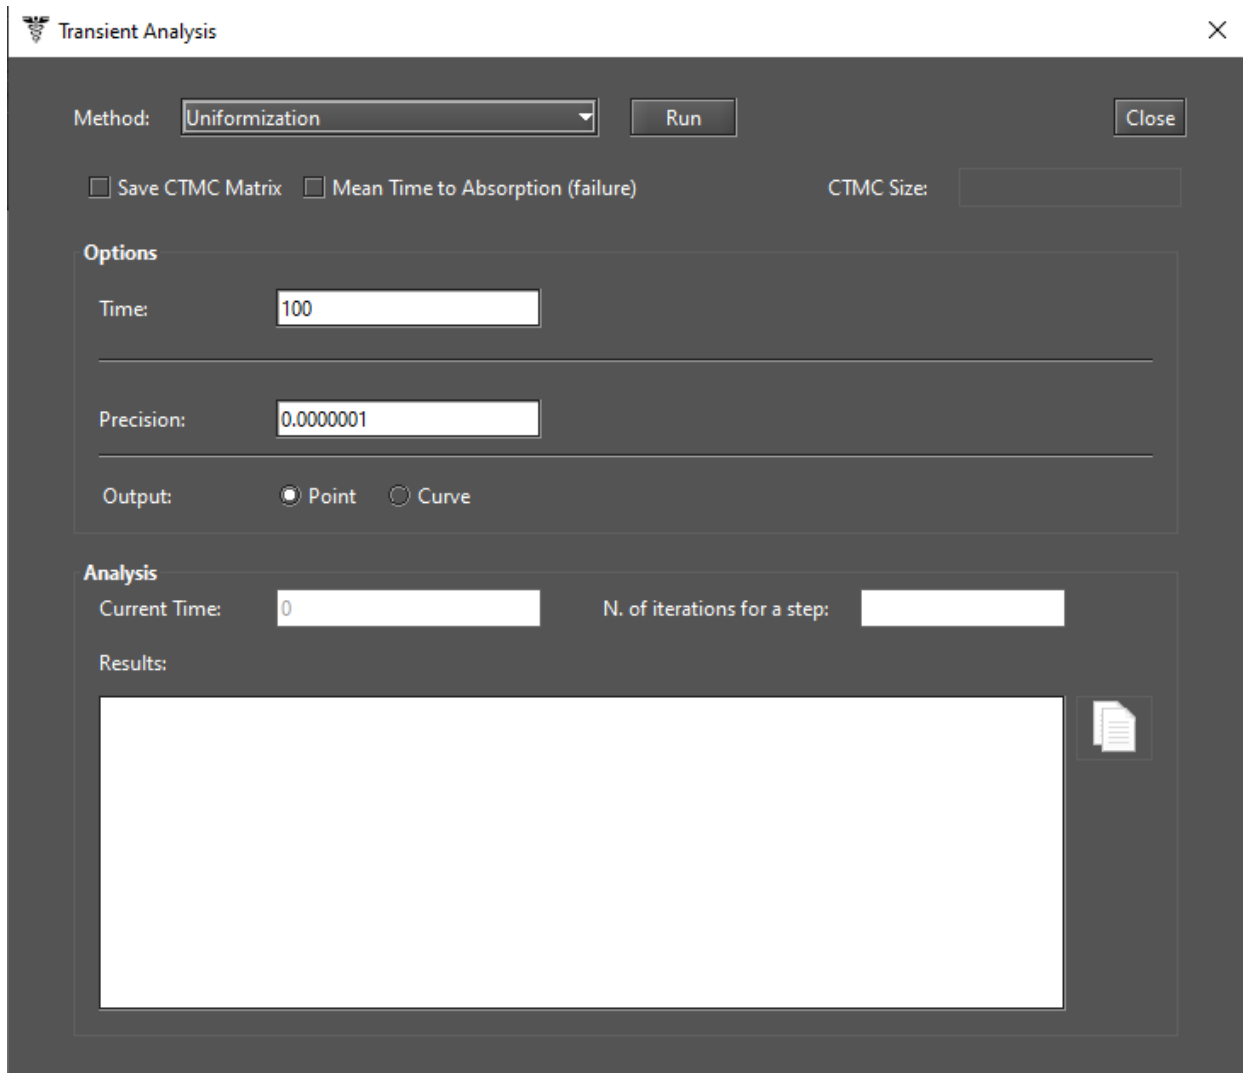 Transient Analysis
Method: Uniformization Run Close
Save CTMC Matrix Mean Time to Absorption (failure) CTMC Size:
Options
Time: 100
Precision: 0.0000001
Output: Point Curve
Analysis
Current Time: 0 N. of iterations for a step:
Results: